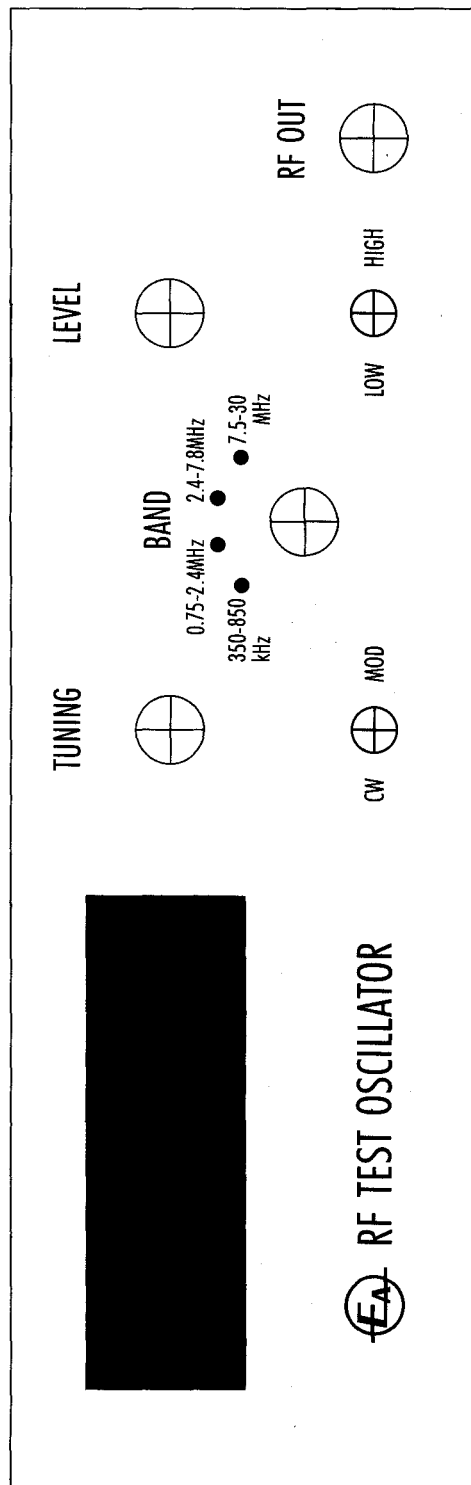 TUNING
BAND
LEVEL
0.75-2.4MHz
2.4-7.8MHz
350-850
kHz
7.5-30
MHz
RF OUT
CW
MOD
LOW
HIGH
EA RF TEST OSCILLATOR